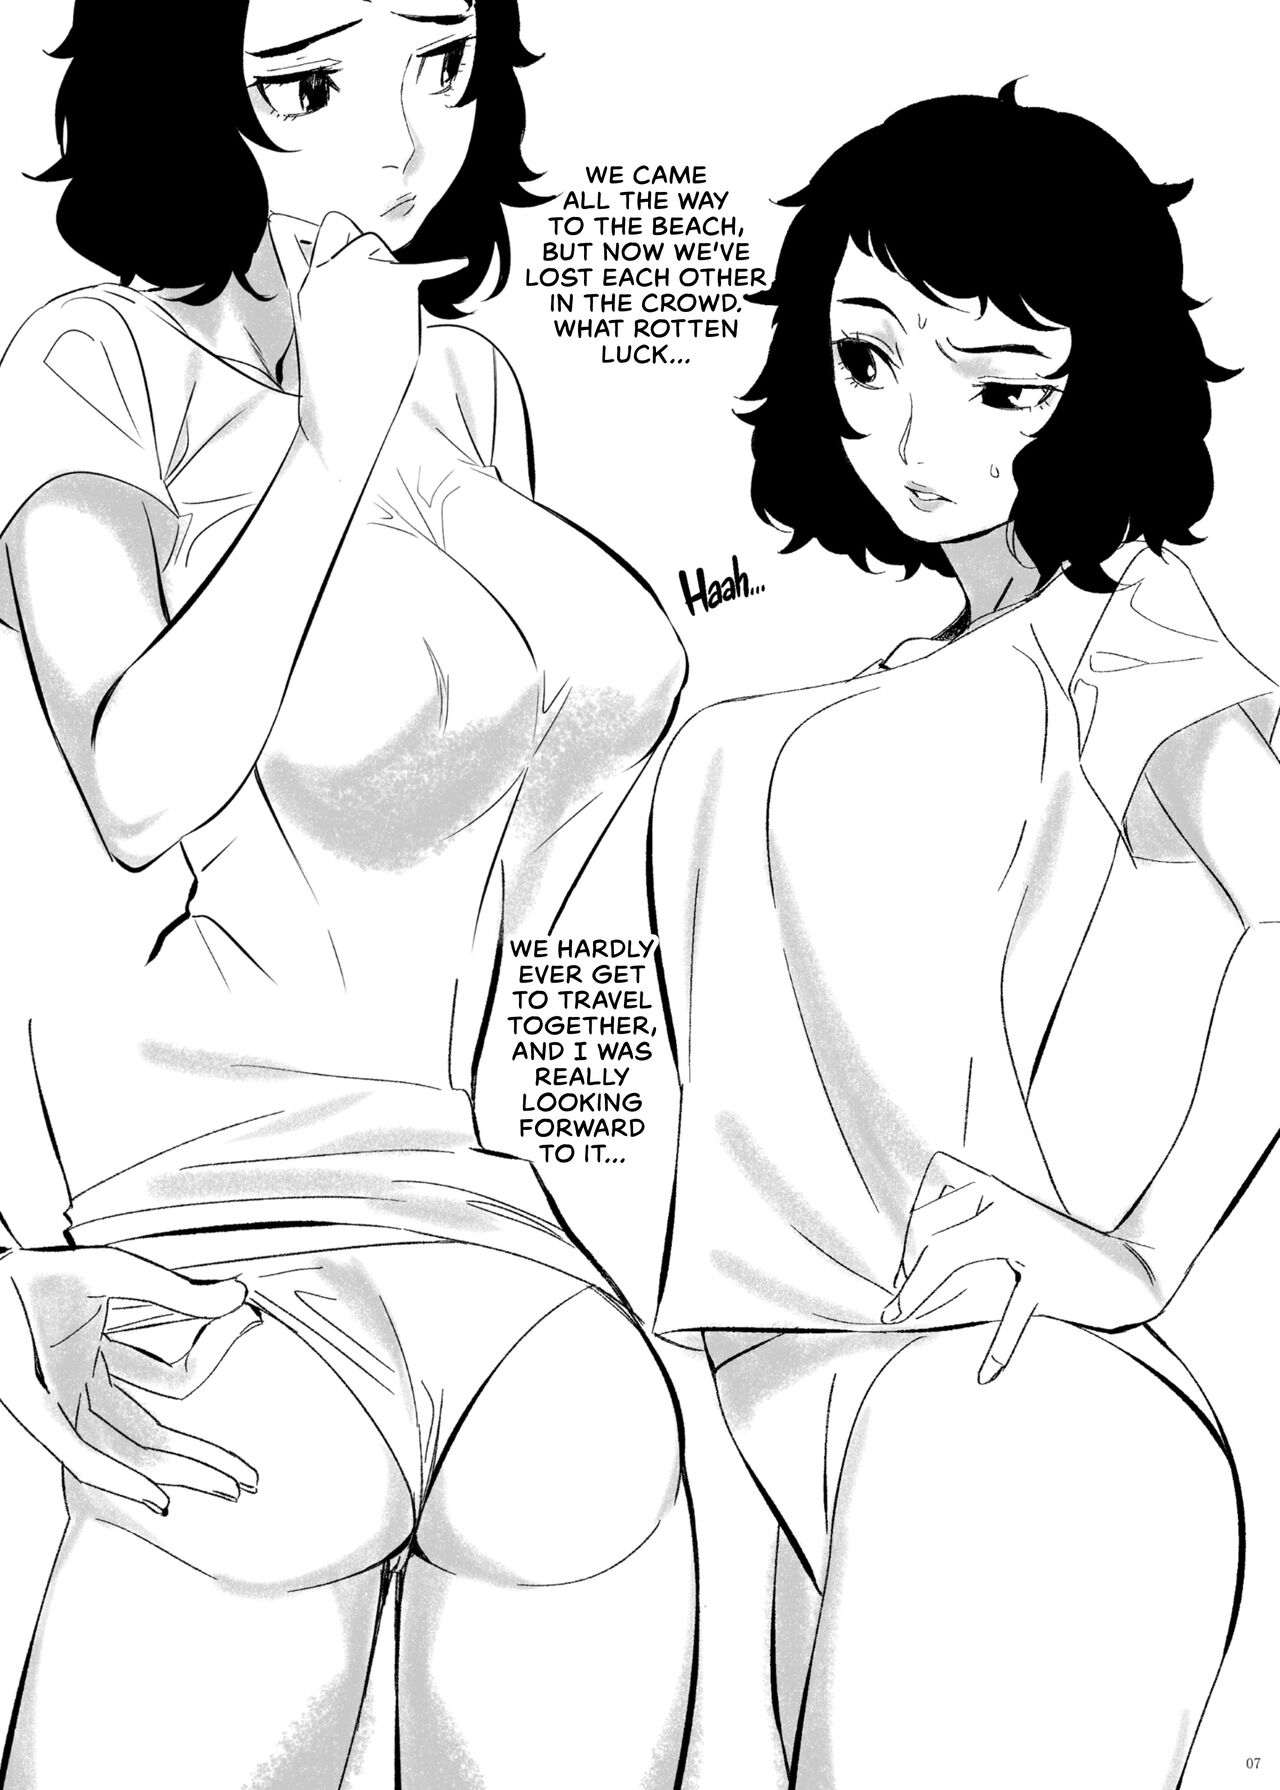 WE CAME
ALL THE WAY
TO THE BEACH,
BUT NOW WE'VE
LOST EACH OTHER
IN THE CROWD.
WHAT ROTTEN
LUCK...
Haah...
WE HARDLY
EVER GET
TO TRAVEL
TOGETHER,
AND I WAS
REALLY
LOOKING
FORWARD
TO IT...
07